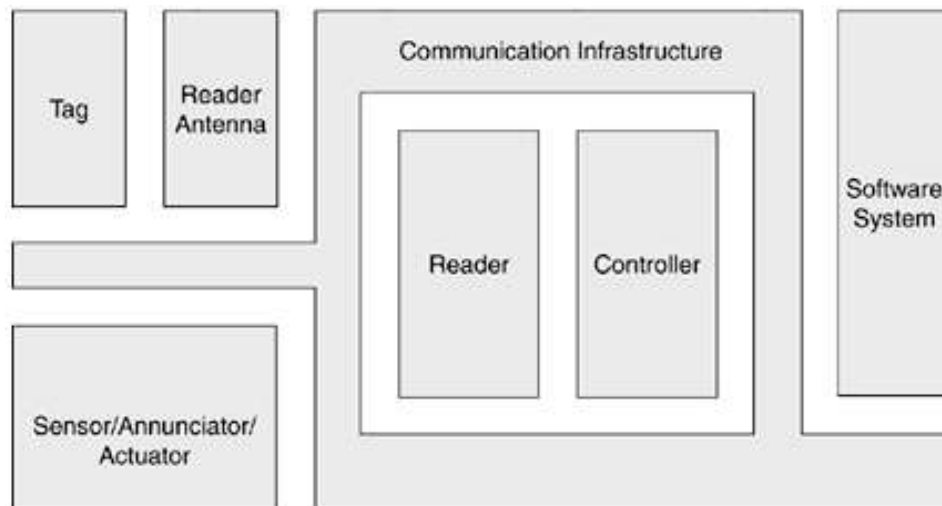 Communication Infrastructure
Tag
Reader
Antenna
Software
System
Reader
Controller
Sensor/Annunciator/
Actuator